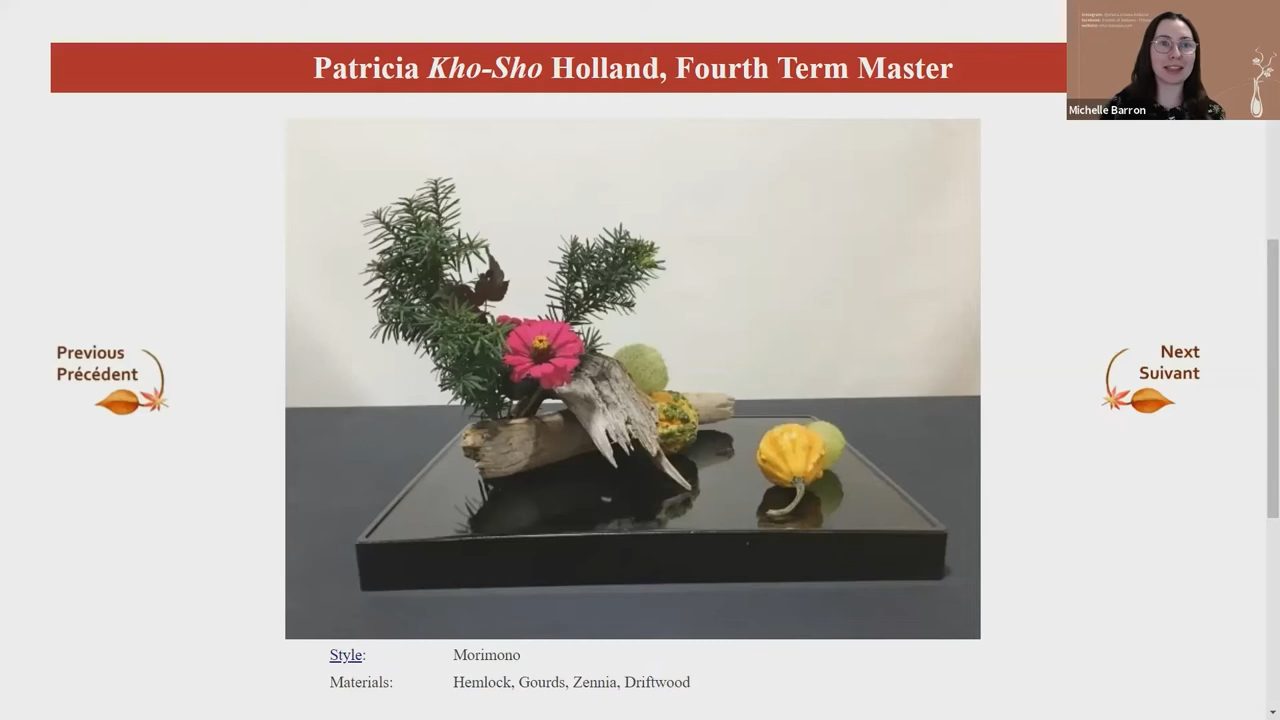 Patricia Kho-Sho Holland, Fourth Term Master
Michelle Barron
Previous
Précédent
Next
Suivant
Style: Morimono
Materials: Hemlock, Gourds, Zennia, Driftwood